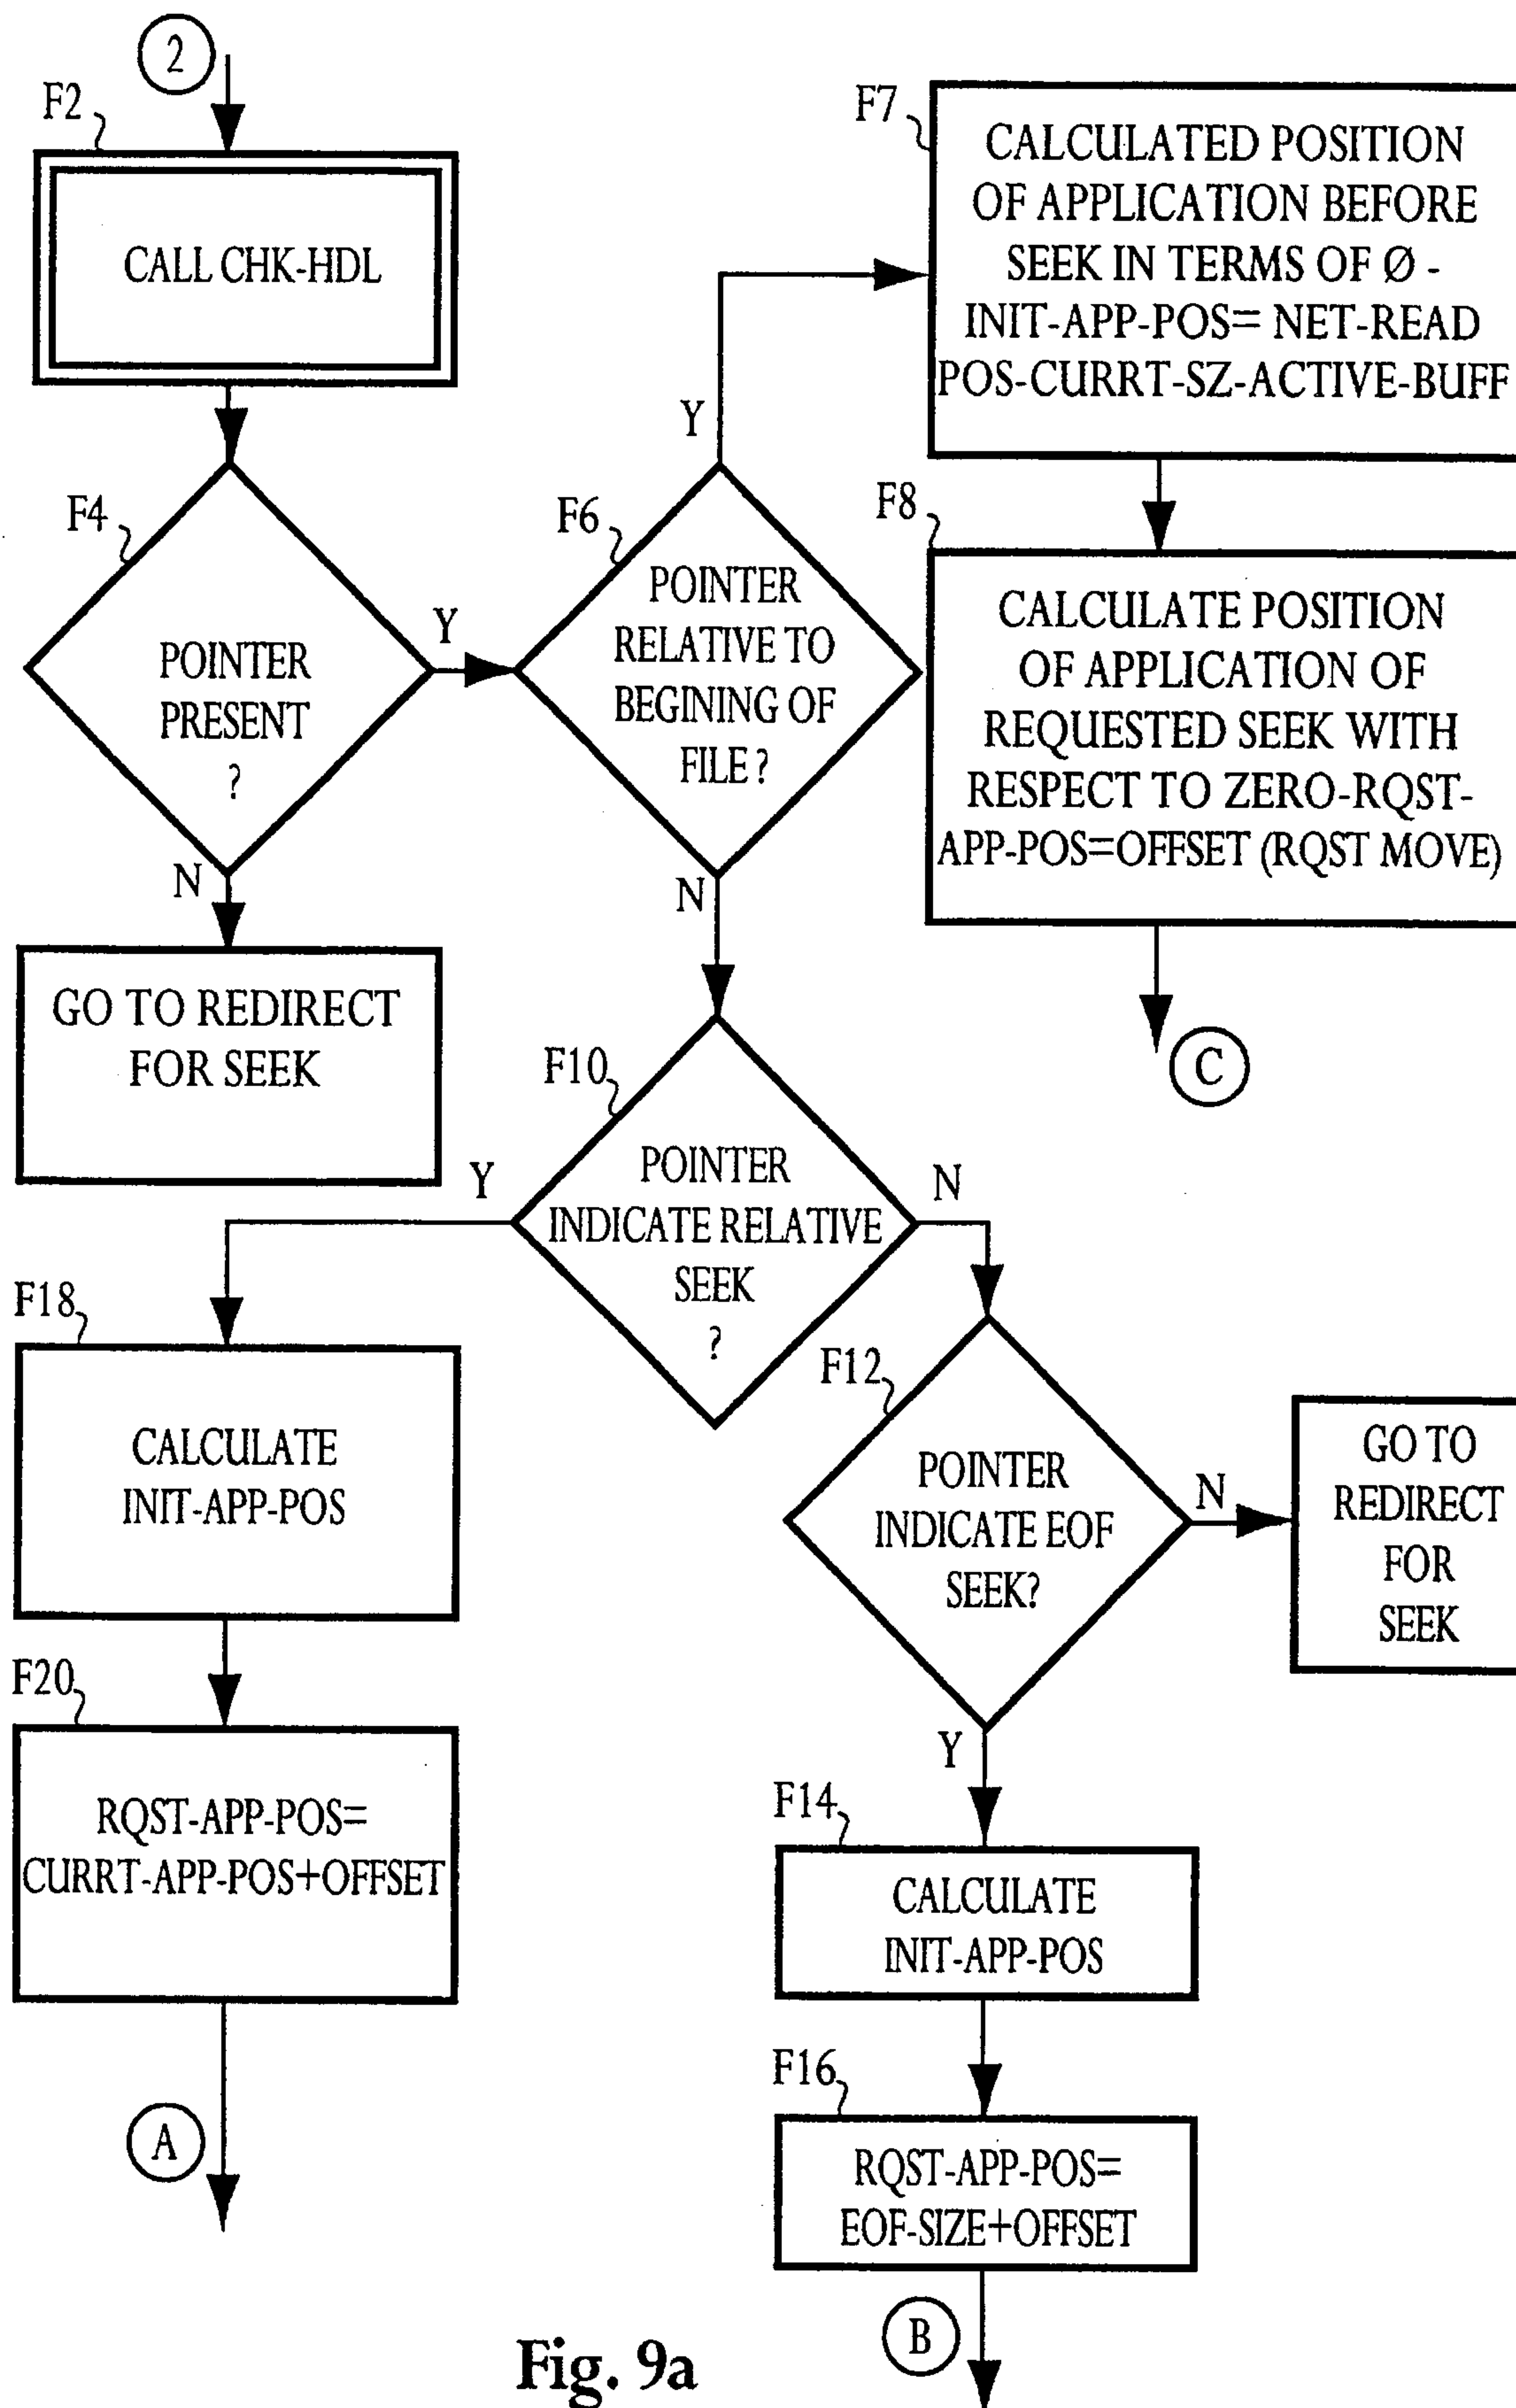 2
F2
CALL CHK-HDL
F4
POINTER
PRESENT
?
Y
N
GO TO REDIRECT
FOR SEEK
F6
POINTER
RELATIVE TO
BEGINING OF
FILE ?
Y
N
F7
CALCULATED POSITION
OF APPLICATION BEFORE
SEEK IN TERMS OF Ø -
INIT-APP-POS= NET-READ
POS-CURRT-SZ-ACTIVE-BUFF
F8
CALCULATE POSITION
OF APPLICATION OF
REQUESTED SEEK WITH
RESPECT TO ZERO-RQST-
APP-POS=OFFSET (RQST MOVE)
C
F10
POINTER
INDICATE RELATIVE
SEEK
?
Y
N
F18
CALCULATE
INIT-APP-POS
F20
RQST-APP-POS=
CURRT-APP-POS+OFFSET
A
F12
POINTER
INDICATE EOF
SEEK?
N
GO TO
REDIRECT
FOR
SEEK
Y
F14
CALCULATE
INIT-APP-POS
F16
RQST-APP-POS=
EOF-SIZE+OFFSET
B
Fig. 9a